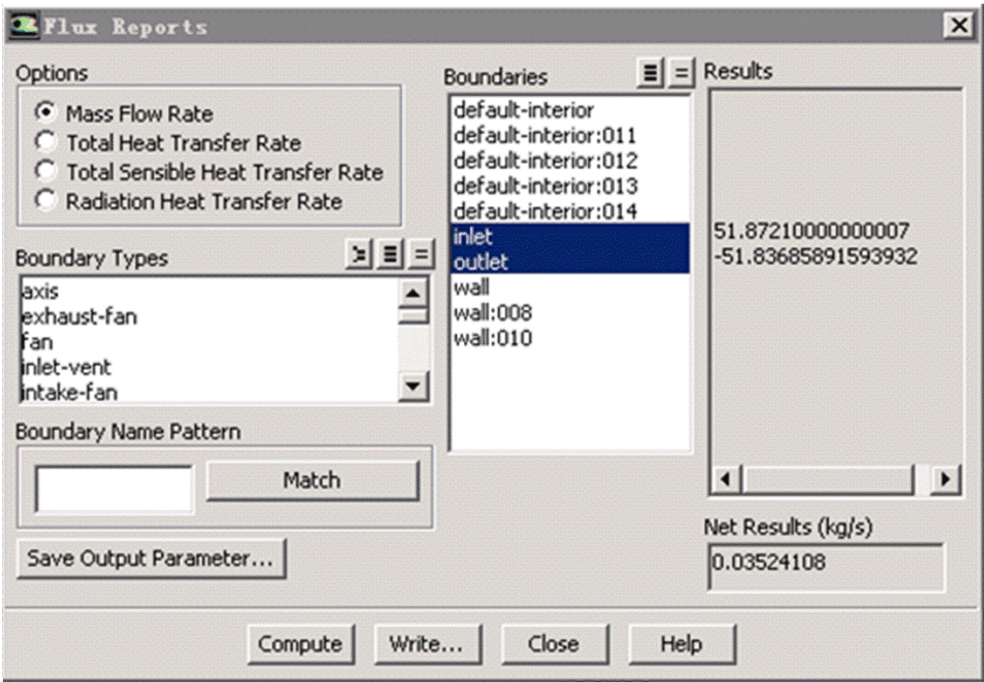 Flux Reports
Options
Mass Flow Rate
Total Heat Transfer Rate
Total Sensible Heat Transfer Rate
Radiation Heat Transfer Rate
Boundary Types
axis
exhaust-fan
fan
inlet-vent
intake-fan
Boundary Name Pattern
Match
Save Output Parameter...
Boundaries
default-interior
default-interior:011
default-interior:012
default-interior:013
default-interior:014
inlet
outlet
wall
wall:008
wall:010
Results
51.87210000000007
-51.83685891593932
Net Results (kg/s)
0.03524108
Compute
Write...
Close
Help